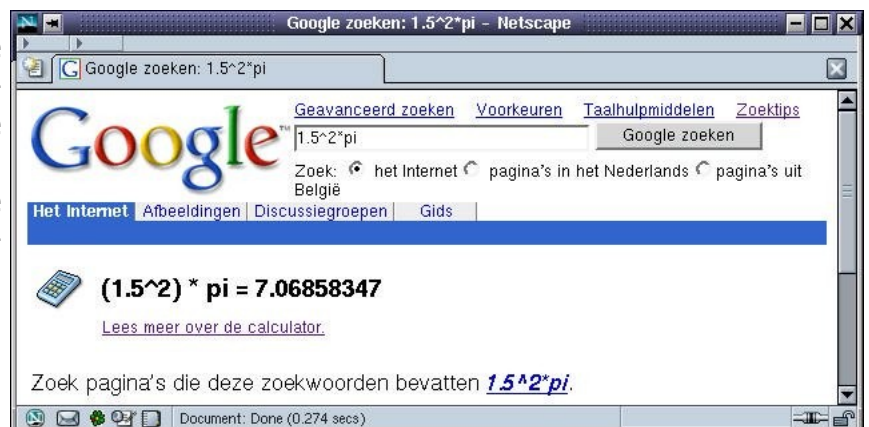 Google zoeken: 1.5^2*pi - Netscape
Google zoeken: 1.5^2*pi
Google™
Geavanceerd zoeken Voorkeuren Taalhulpmiddelen Zoektips
1.5^2*pi Google zoeken
Zoek: het Internet pagina's in het Nederlands pagina's uit
België
Het Internet Afbeeldingen Discussiegroepen Gids
(1.5^2) * pi = 7.06858347
Lees meer over de calculator.
Zoek pagina's die deze zoekwoorden bevatten 1.5^2*pi.
Document: Done (0.274 secs)